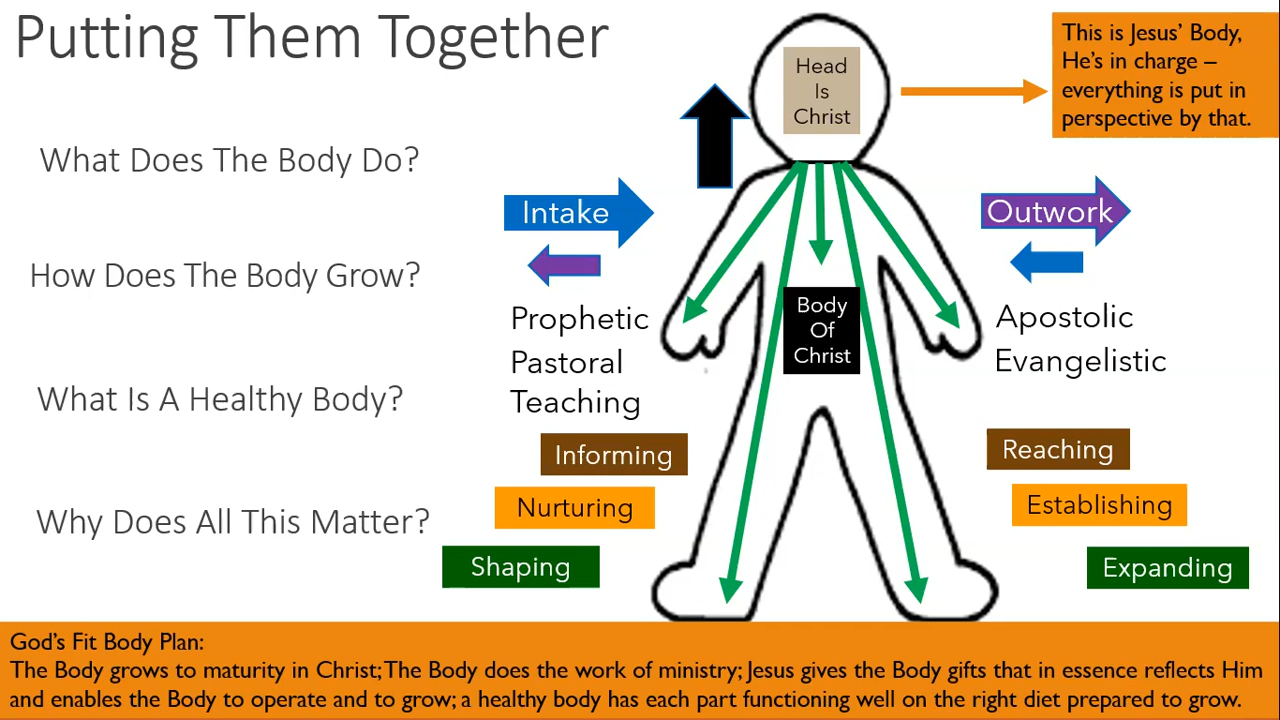 Putting Them Together
What Does The Body Do?
How Does The Body Grow?
What Is A Healthy Body?
Why Does All This Matter?
Intake
Prophetic
Pastoral
Teaching
Informing
Nurturing
Shaping
Head
Is
Christ
Body
Of
Christ
This is Jesus’ Body,
He’s in charge –
everything is put in
perspective by that.
Outwork
Apostolic
Evangelistic
Reaching
Establishing
Expanding
God’s Fit Body Plan:
The Body grows to maturity in Christ; The Body does the work of ministry; Jesus gives the Body gifts that in essence reflects Him
and enables the Body to operate and to grow; a healthy body has each part functioning well on the right diet prepared to grow.